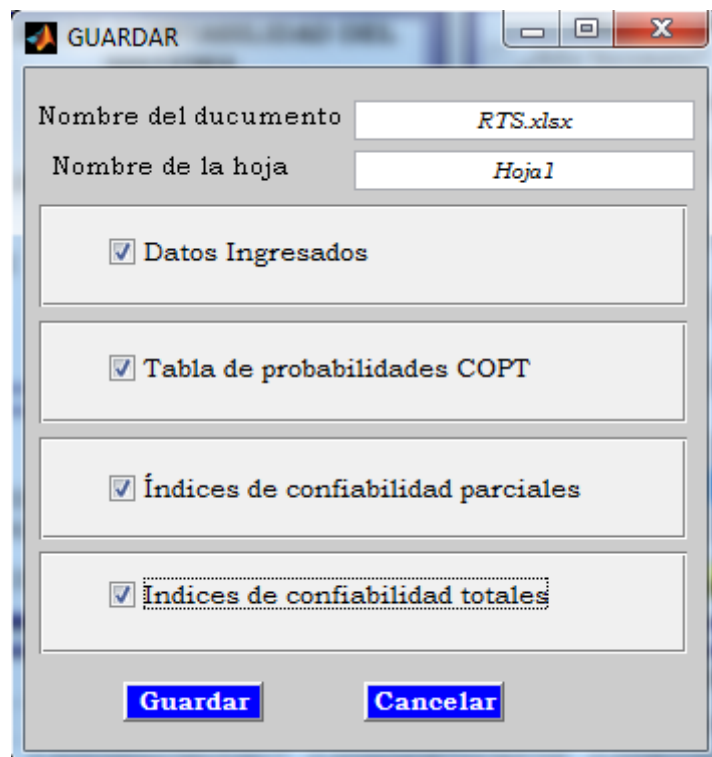 GUARDAR
Nombre del ducumento RTS.xlsx
Nombre de la hoja Hoja1
Datos Ingresados
Tabla de probabilidades COPT
Índices de confiabilidad parciales
Indices de confiabilidad totales
Guardar Cancelar